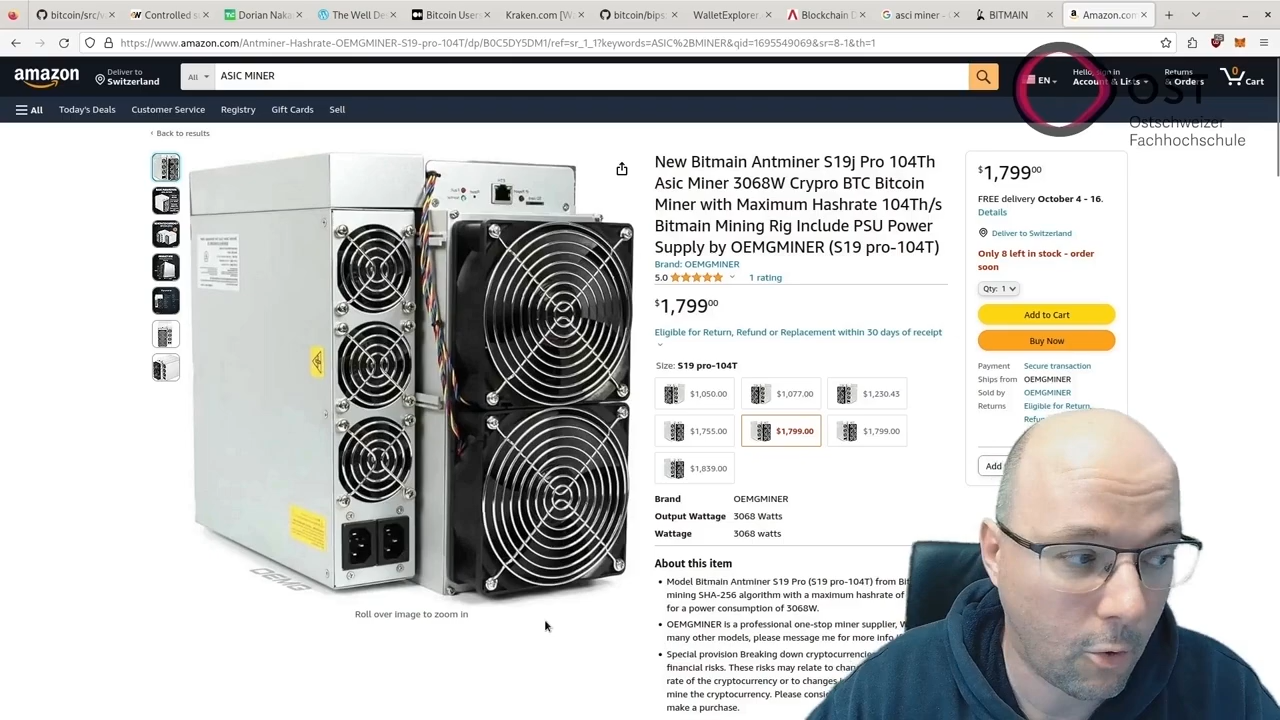 bitcoin/src/v
Controlled s
Dorian Naka
The Well De
Bitcoin User
Kraken.com [W
bitcoin/bips
WalletExplorer
Blockchain D
asci miner - G
BITMAIN
Amazon.com
https://www.amazon.com/Antminer-Hashrate-OEMGMINER-S19-pro-104T/dp/B0C5DY5DM1/ref=sr_1_1?keywords=ASIC%2BMINER&qid=1695549069&sr=8-1&th=1
amazon
Deliver to
Switzerland
All
ASIC MINER
EN
Hello, sign in
Account & Lists
Returns
& Orders
0
Cart
All
Today's Deals
Customer Service
Registry
Gift Cards
Sell
OST
Ostschweizer
Fachhochschule
‹ Back to results
New Bitmain Antminer S19j Pro 104Th
Asic Miner 3068W Crypro BTC Bitcoin
Miner with Maximum Hashrate 104Th/s
Bitmain Mining Rig Include PSU Power
Supply by OEMGMINER (S19 pro-104T)
Brand: OEMGMINER
5.0
1 rating
$1,799.00
Eligible for Return, Refund or Replacement within 30 days of receipt
Size: S19 pro-104T
$1,050.00
$1,077.00
$1,230.43
$1,755.00
$1,799.00
$1,799.00
$1,839.00
Brand OEMGMINER
Output Wattage 3068 Watts
Wattage 3068 watts
About this item
• Model Bitmain Antminer S19 Pro (S19 pro-104T) from Bit
mining SHA-256 algorithm with a maximum hashrate of
for a power consumption of 3068W.
• OEMGMINER is a professional one-stop miner supplier, W
many other models, please message me for more info i
• Special provision Breaking down cryptocurrencie
financial risks. These risks may relate to chan
rate of the cryptocurrency or to changes i
mine the cryptocurrency. Please consi
make a purchase.
OEMG
Roll over image to zoom in
$1,799.00
FREE delivery October 4 - 16.
Details
Deliver to Switzerland
Only 8 left in stock - order
soon
Qty: 1
Add to Cart
Buy Now
Payment Secure transaction
Ships from OEMGMINER
Sold by OEMGMINER
Returns Eligible for Return,
Refu
Add